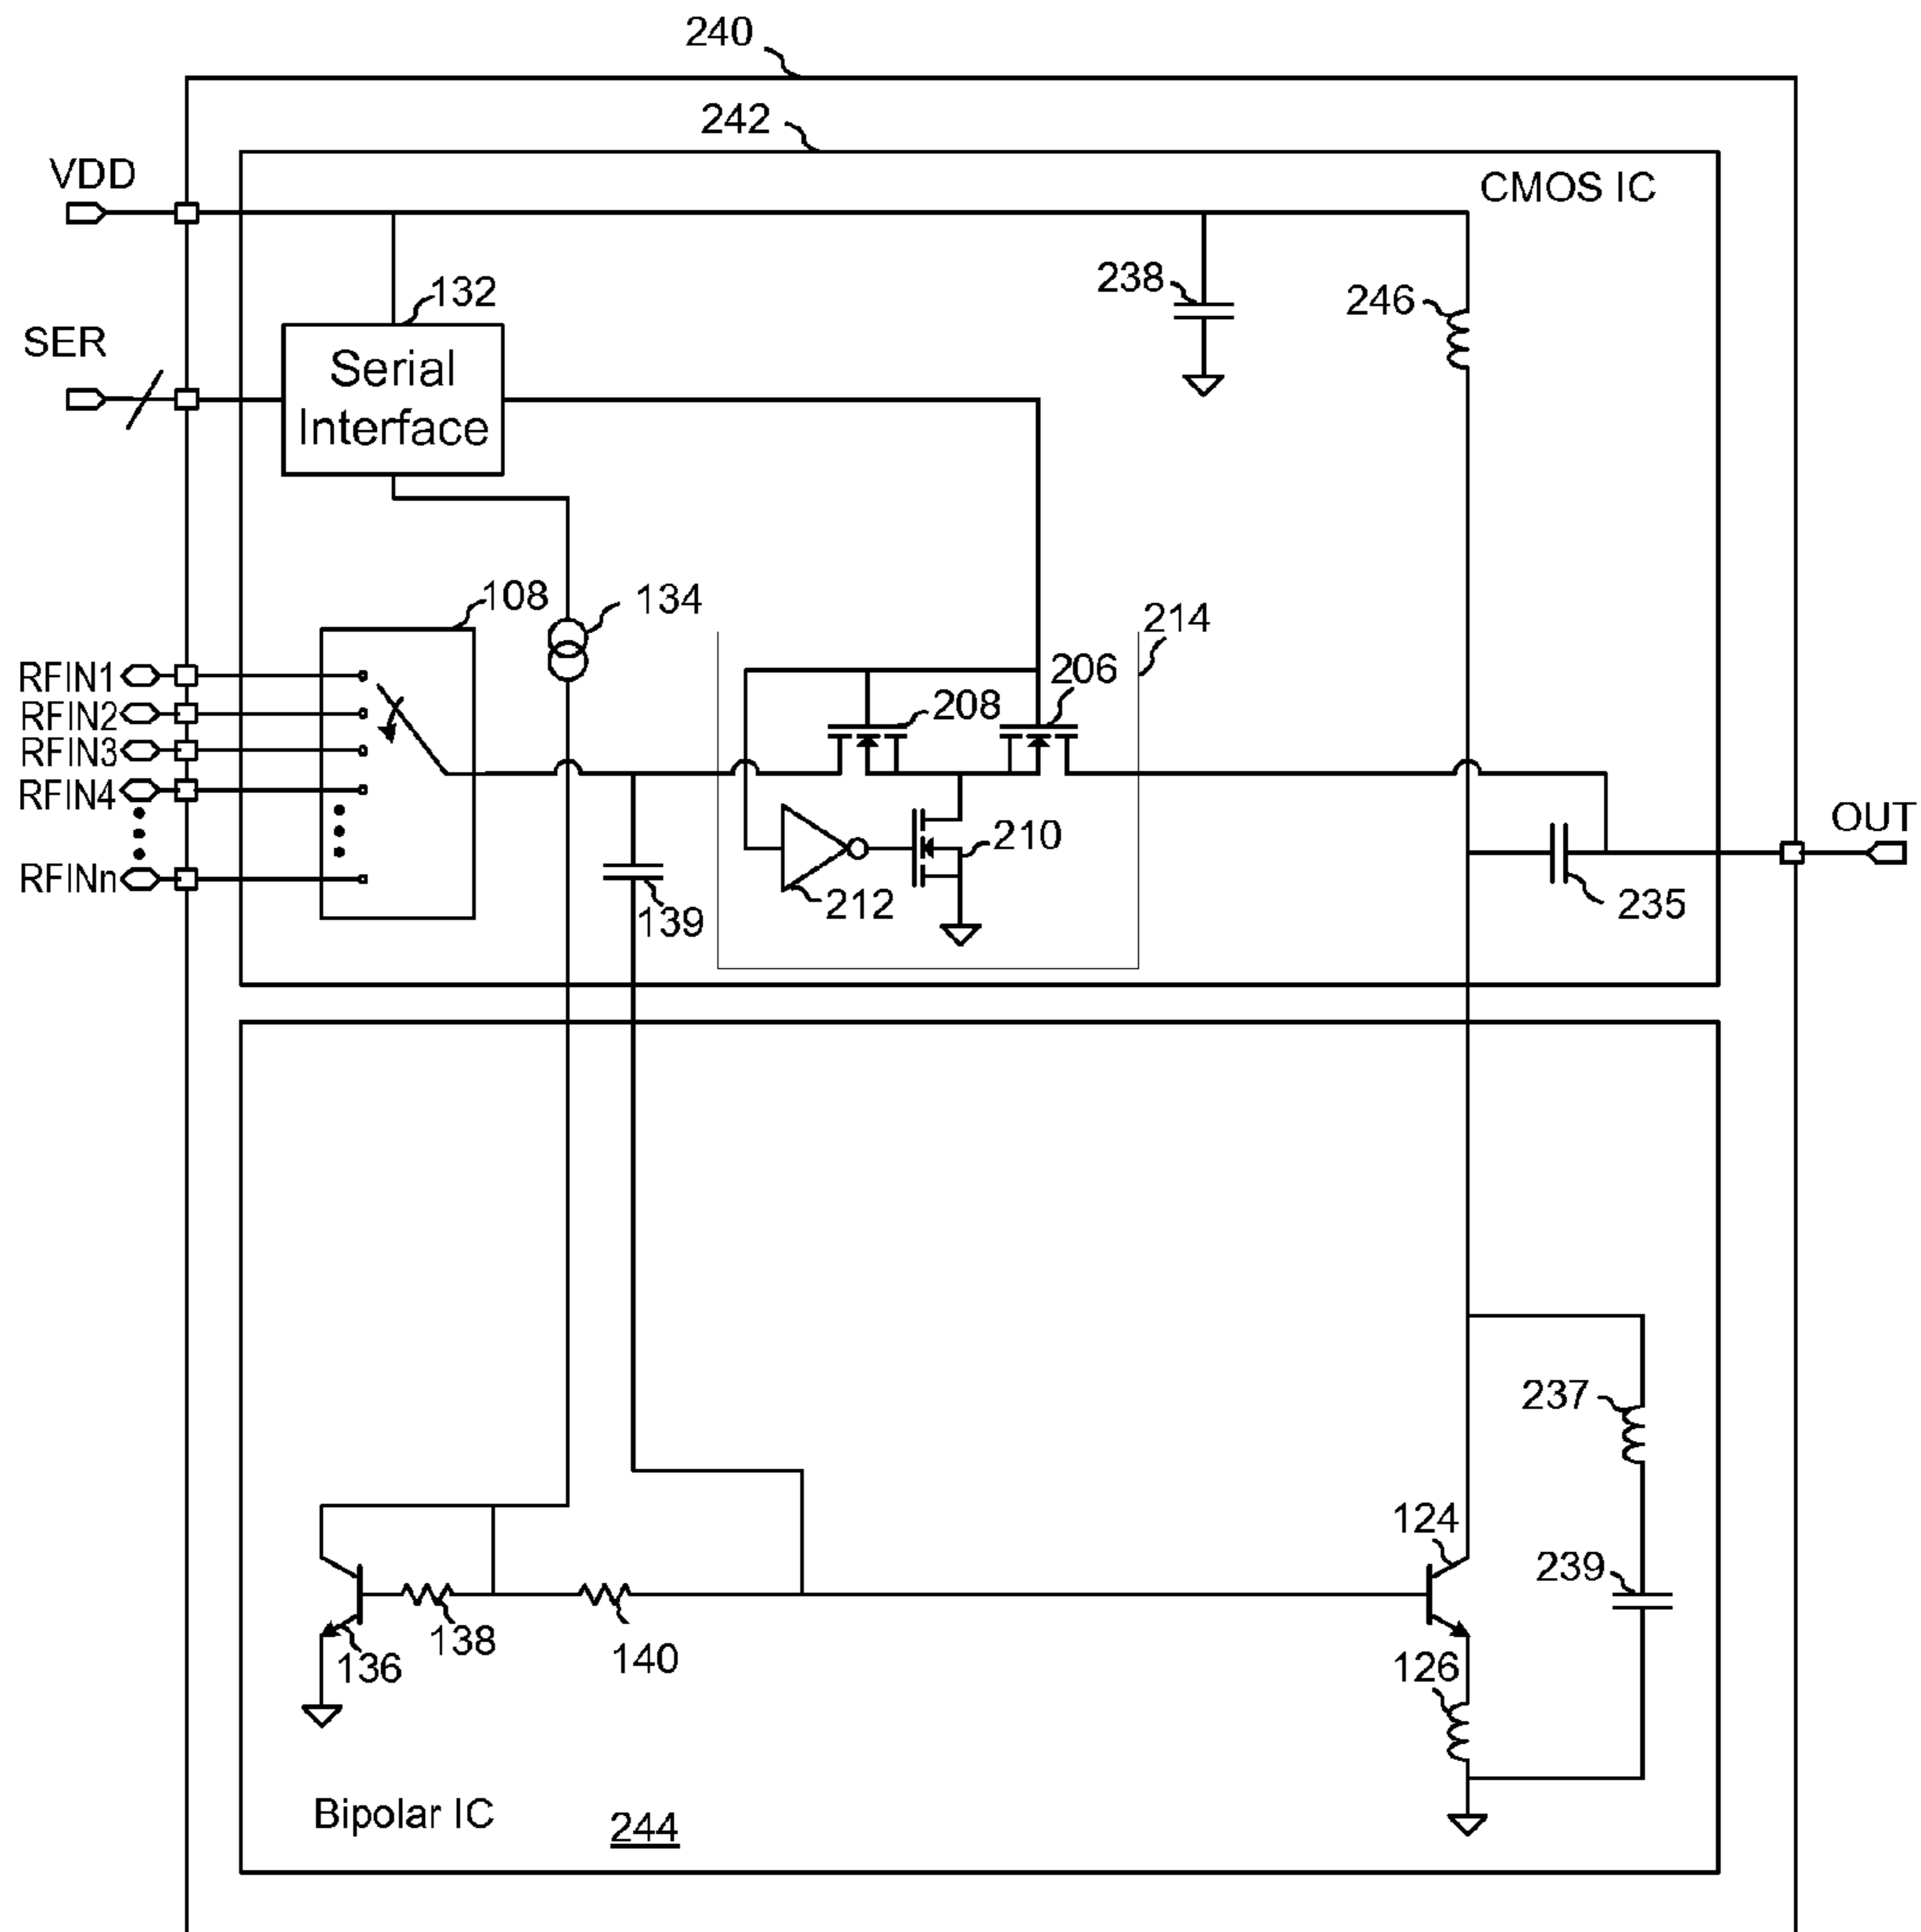 240
242
VDD
CMOS IC
132
238
246
SER
Serial
Interface
108
134
214
RFIN1
206
208
RFIN2
RFIN3
RFIN4
OUT
210
RFINn
212
139
235
237
124
239
138
140
136
126
Bipolar IC
244